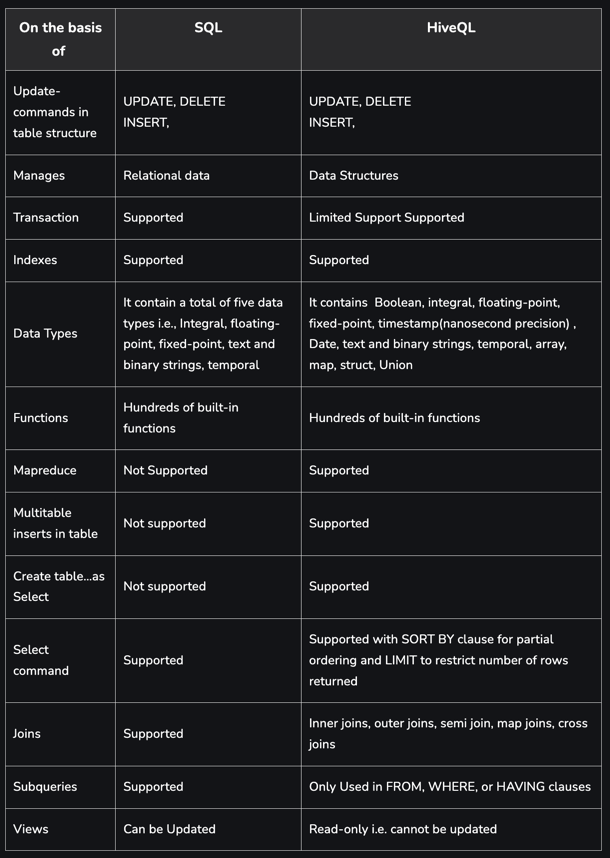 On the basis
of
SQL
HiveQL
Update-
commands in
table structure
UPDATE, DELETE
INSERT,
UPDATE, DELETE
INSERT,
Manages
Relational data
Data Structures
Transaction
Supported
Limited Support Supported
Indexes
Supported
Supported
Data Types
It contain a total of five data
types i.e., Integral, floating-
point, fixed-point, text and
binary strings, temporal
It contains  Boolean, integral, floating-point,
fixed-point, timestamp(nanosecond precision) ,
Date, text and binary strings, temporal, array,
map, struct, Union
Functions
Hundreds of built-in
functions
Hundreds of built-in functions
Mapreduce
Not Supported
Supported
Multitable
inserts in table
Not supported
Supported
Create table...as
Select
Not supported
Supported
Select
command
Supported
Supported with SORT BY clause for partial
ordering and LIMIT to restrict number of rows
returned
Joins
Supported
Inner joins, outer joins, semi join, map joins, cross
joins
Subqueries
Supported
Only Used in FROM, WHERE, or HAVING clauses
Views
Can be Updated
Read-only i.e. cannot be updated